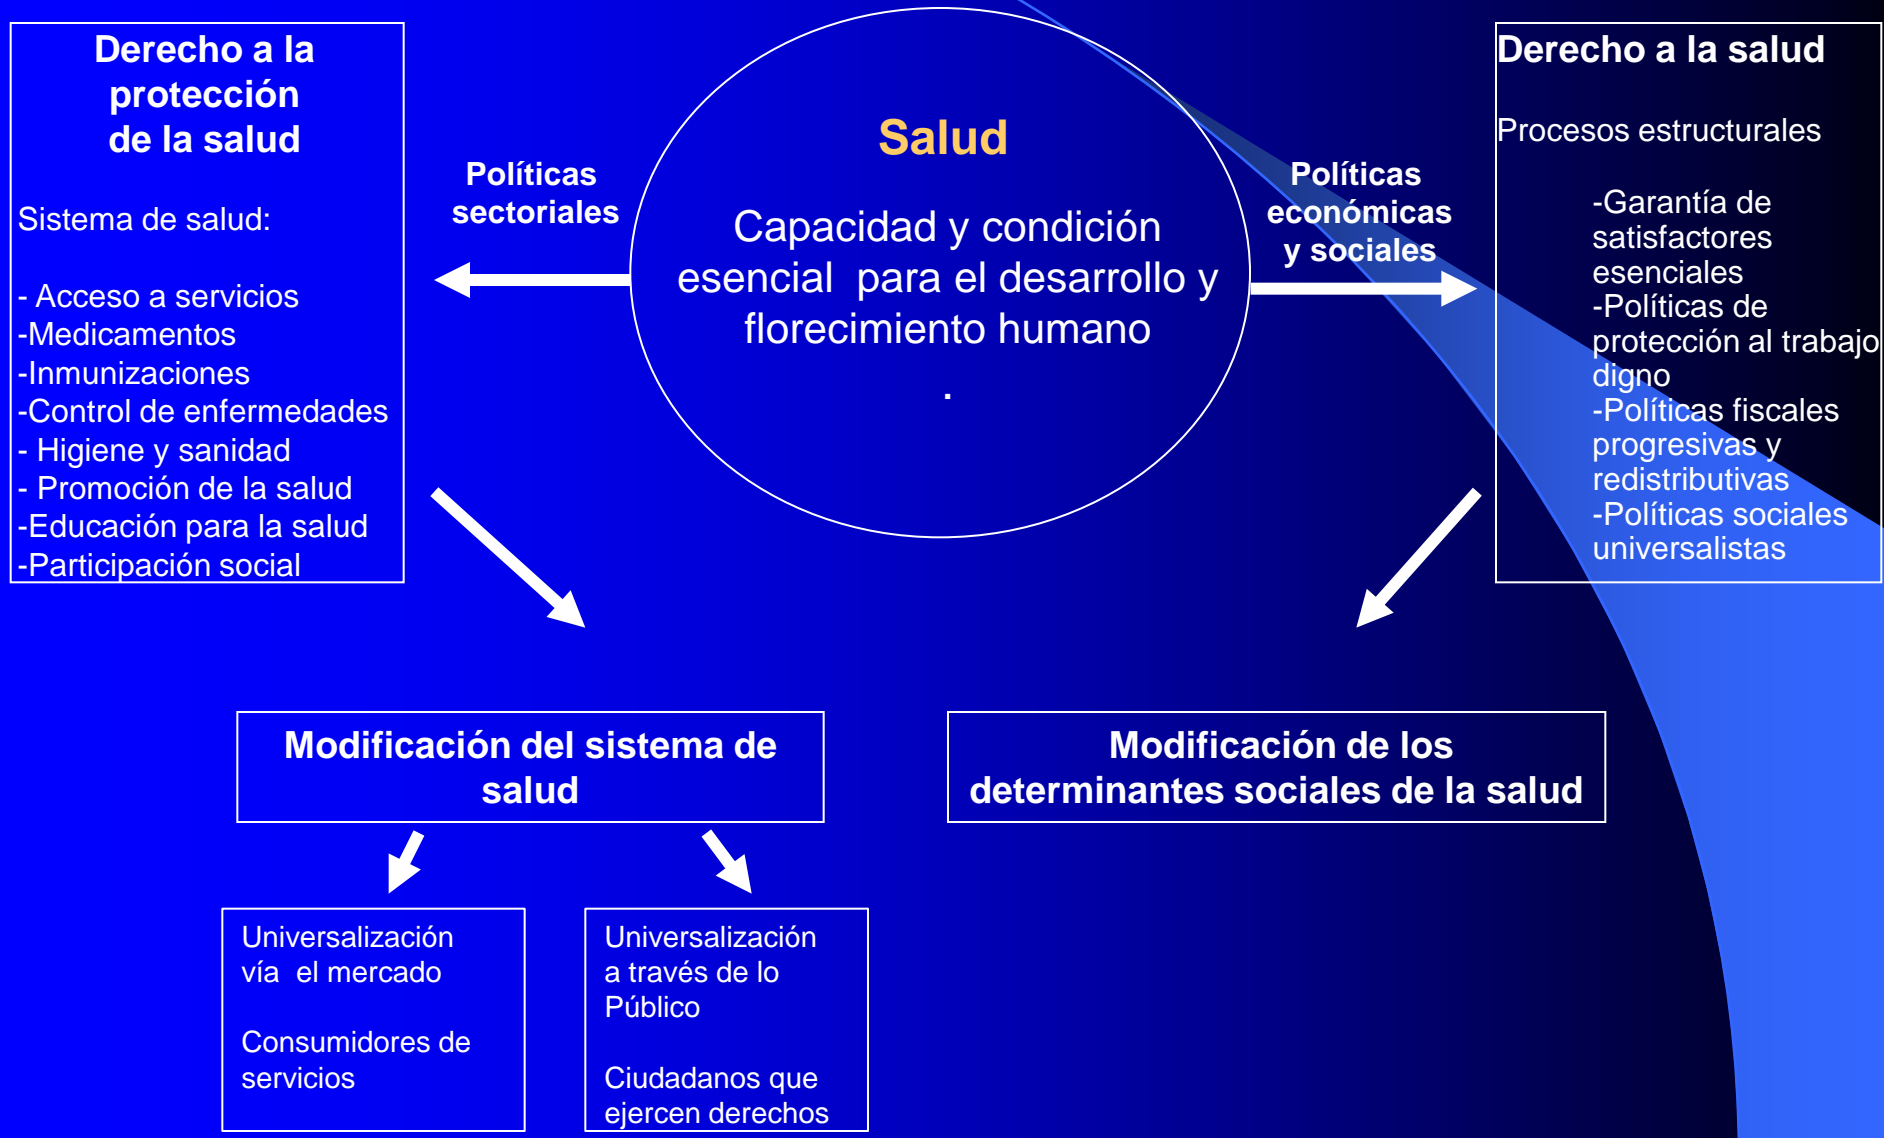 Derecho a la
protección
de la salud
Sistema de salud:
- Acceso a servicios
-Medicamentos
-Inmunizaciones
-Control de enfermedades
- Higiene y sanidad
- Promoción de la salud
-Educación para la salud
-Participación social
Políticas
sectoriales
Salud
Capacidad y condición
esencial  para el desarrollo y
florecimiento humano
.
Políticas
económicas
y sociales
Derecho a la salud
Procesos estructurales
-Garantía de
satisfactores
esenciales
-Políticas de
protección al trabajo
digno
-Políticas fiscales
progresivas y
redistributivas
-Políticas sociales
universalistas
Modificación del sistema de
salud
Modificación de los
determinantes sociales de la salud
Universalización
vía  el mercado
Consumidores de
servicios
Universalización
a través de lo
Público
Ciudadanos que
ejercen derechos